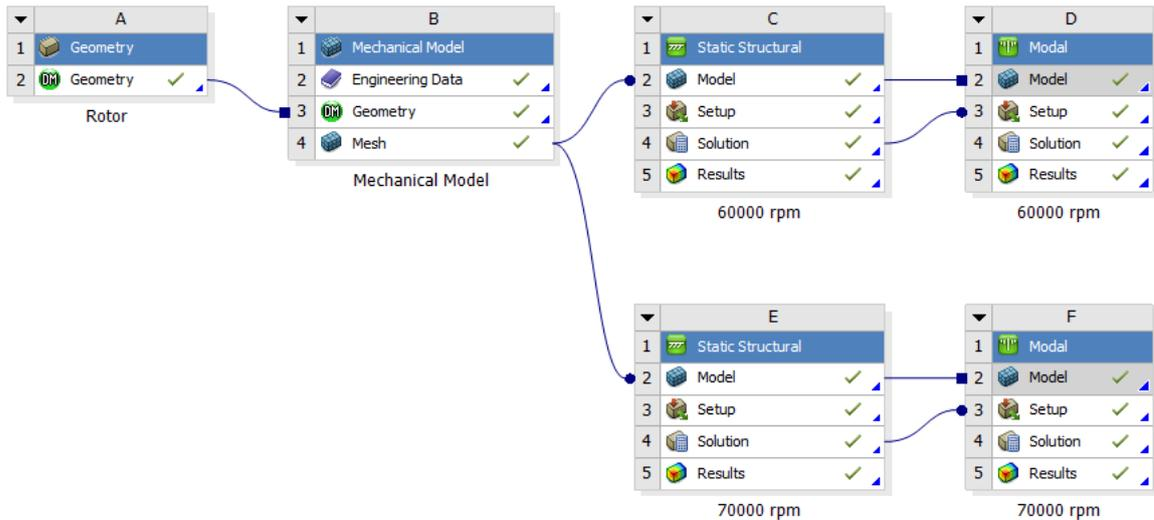 A
1 Geometry
2 DM Geometry
Rotor
B
1 Mechanical Model
2 Engineering Data
3 DM Geometry
4 Mesh
Mechanical Model
C
1 Static Structural
2 Model
3 Setup
4 Solution
5 Results
60000 rpm
D
1 Modal
2 Model
3 Setup
4 Solution
5 Results
60000 rpm
E
1 Static Structural
2 Model
3 Setup
4 Solution
5 Results
70000 rpm
F
1 Modal
2 Model
3 Setup
4 Solution
5 Results
70000 rpm